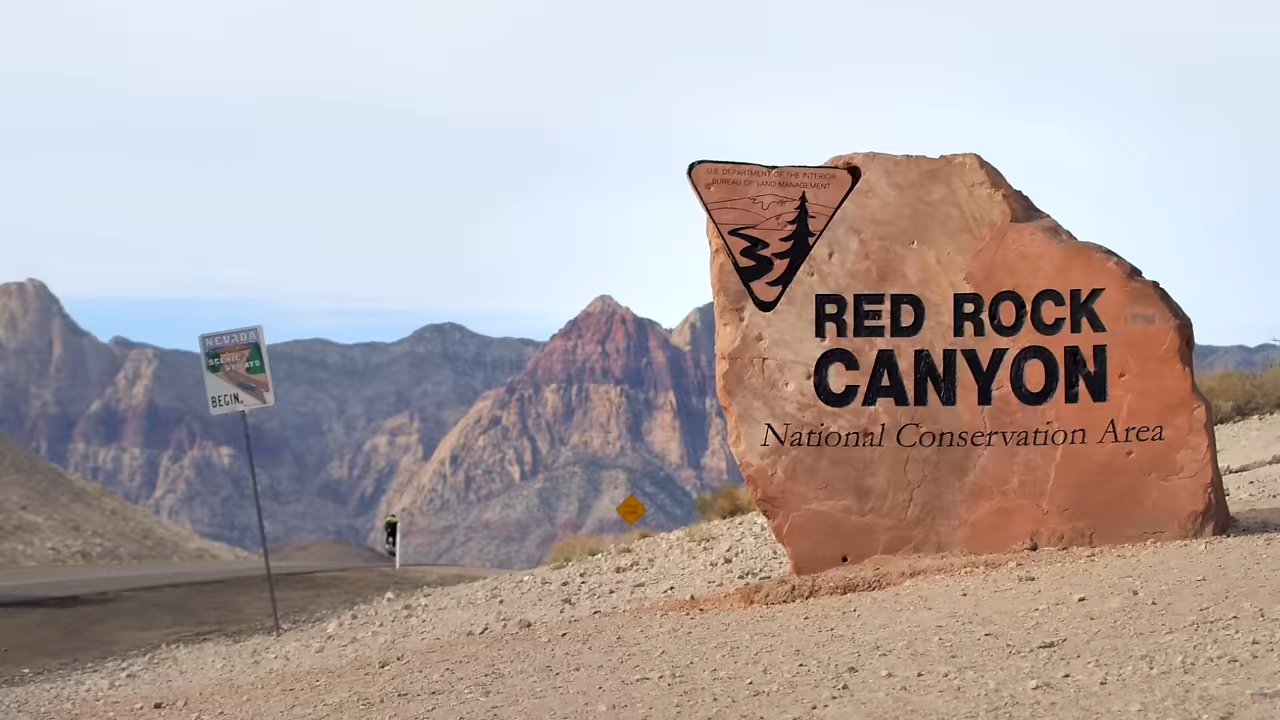 NEVADA
SCENIC
BYWAYS
BEGIN
U.S. DEPARTMENT OF THE INTERIOR
BUREAU OF LAND MANAGEMENT
RED ROCK
CANYON
National Conservation Area